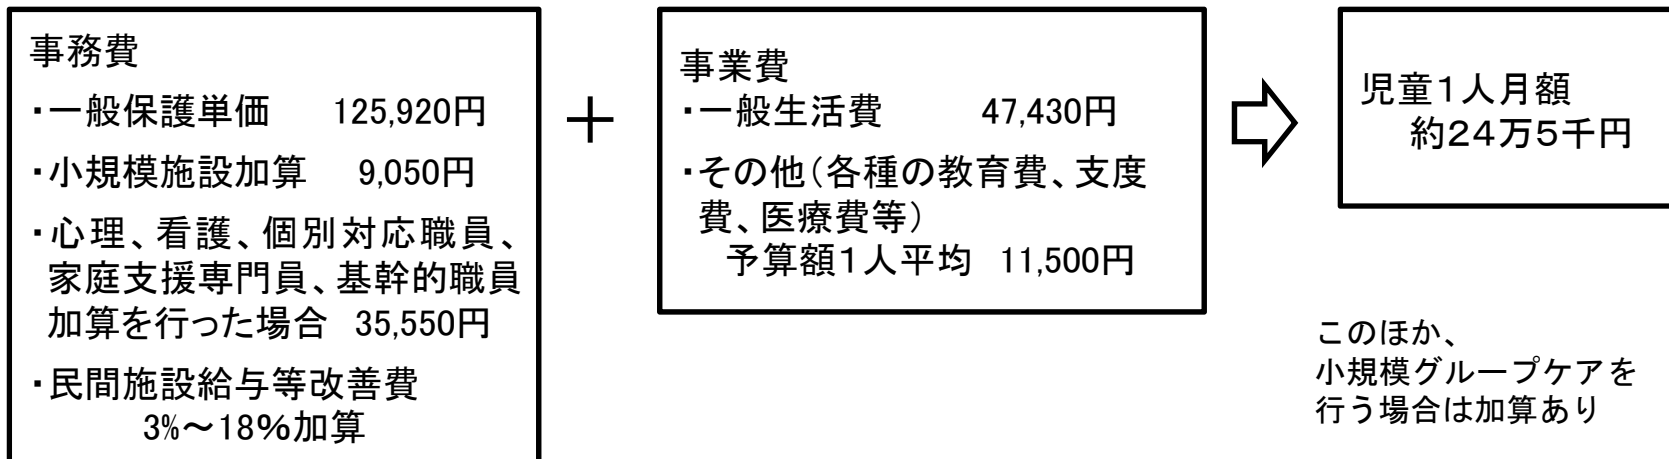 事務費
・一般保護単価 125,920円
・小規模施設加算 9,050円
・心理、看護、個別対応職員、
家庭支援専門員、基幹的職員
加算を行った場合 35,550円
・民間施設給与等改善費
3%～18%加算
＋
事業費
・一般生活費 47,430円
・その他（各種の教育費、支度
費、医療費等）
予算額１人平均 11,500円
児童１人月額
約２４万５千円
このほか、
小規模グループケアを
行う場合は加算あり